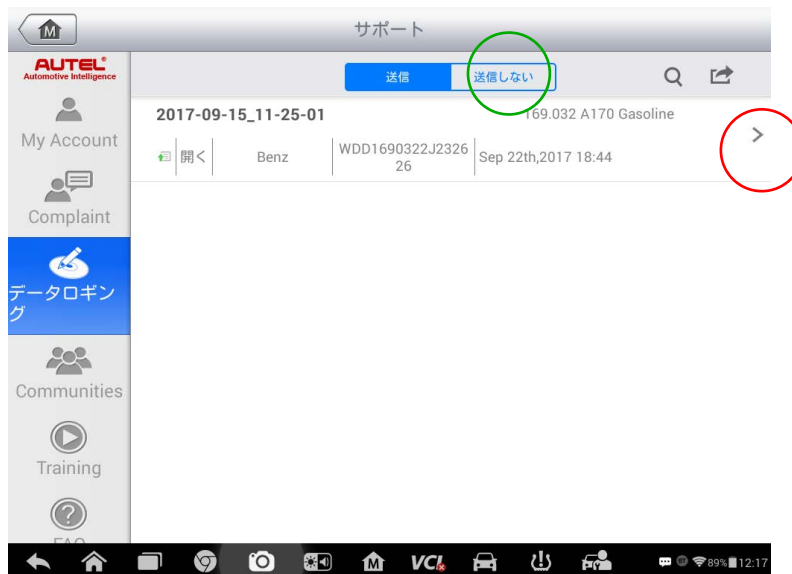 M
サポート
AUTEL®
Automotive Intelligence
送信
送信しない
My Account
2017-09-15_11-25-01
169.032 A170 Gasoline
開く
Benz
WDD1690322J2326
26
Sep 22th,2017 18:44
Complaint
データロギン
グ
Communities
Training
FAQ
M
VCI
89%
12:17